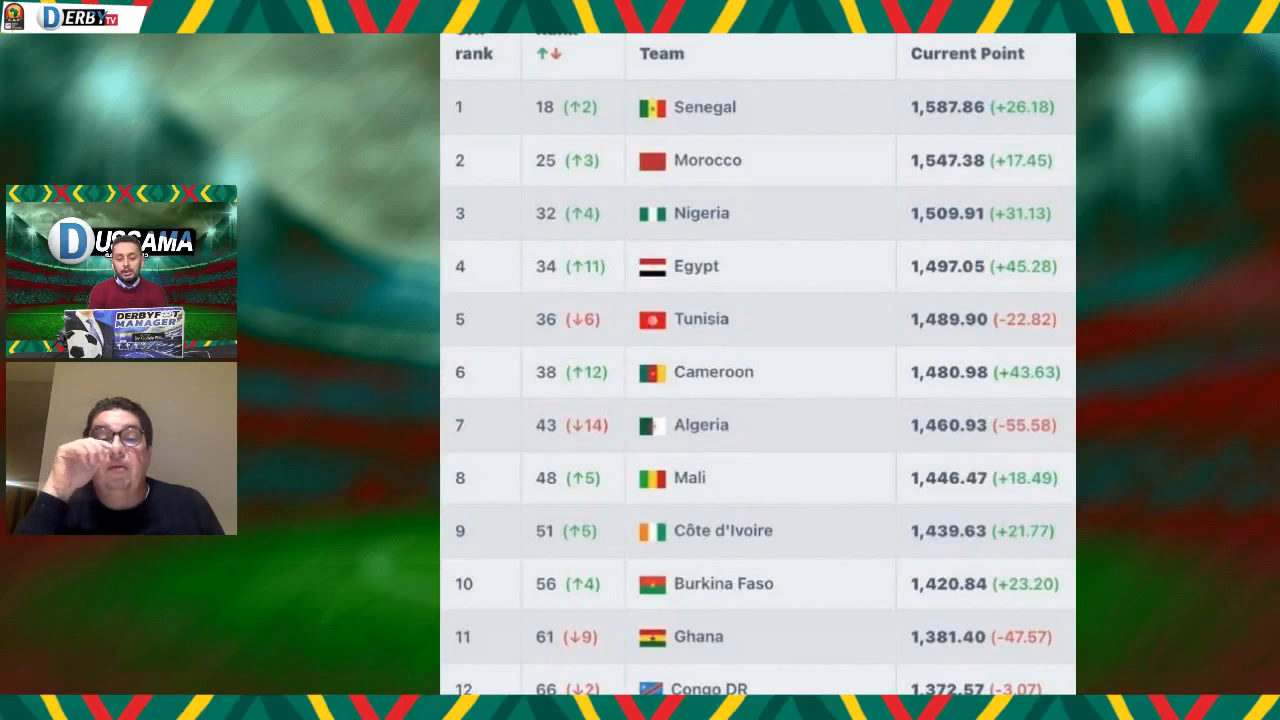 DERBY TV
rank ↑↓ Team Current Point
1 18 (↑2) Senegal 1,587.86 (+26.18)
2 25 (↑3) Morocco 1,547.38 (+17.45)
3 32 (↑4) Nigeria 1,509.91 (+31.13)
4 34 (↑11) Egypt 1,497.05 (+45.28)
5 36 (↓6) Tunisia 1,489.90 (-22.82)
6 38 (↑12) Cameroon 1,480.98 (+43.63)
7 43 (↓14) Algeria 1,460.93 (-55.58)
8 48 (↑5) Mali 1,446.47 (+18.49)
9 51 (↑5) Côte d'Ivoire 1,439.63 (+21.77)
10 56 (↑4) Burkina Faso 1,420.84 (+23.20)
11 61 (↓9) Ghana 1,381.40 (-47.57)
12 66 (↓2) Congo DR 1,372.57 (-3.07)
MANAGER